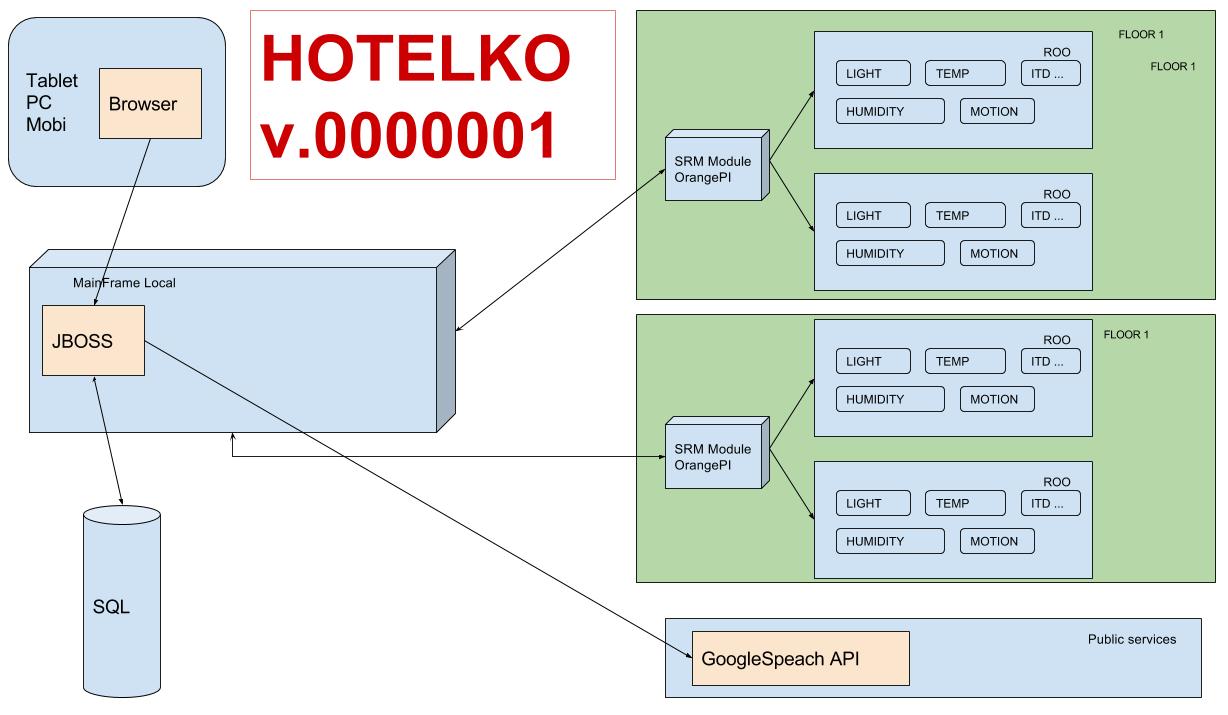 Tablet
PC
Mobi
Browser
HOTELKO
v.0000001
MainFrame Local
JBOSS
SQL
FLOOR 1
FLOOR 1
SRM Module
OrangePI
ROO
LIGHT TEMP ITD ...
HUMIDITY MOTION
ROO
LIGHT TEMP ITD ...
HUMIDITY MOTION
FLOOR 1
SRM Module
OrangePI
ROO
LIGHT TEMP ITD ...
HUMIDITY MOTION
ROO
LIGHT TEMP ITD ...
HUMIDITY MOTION
Public services
GoogleSpeach API